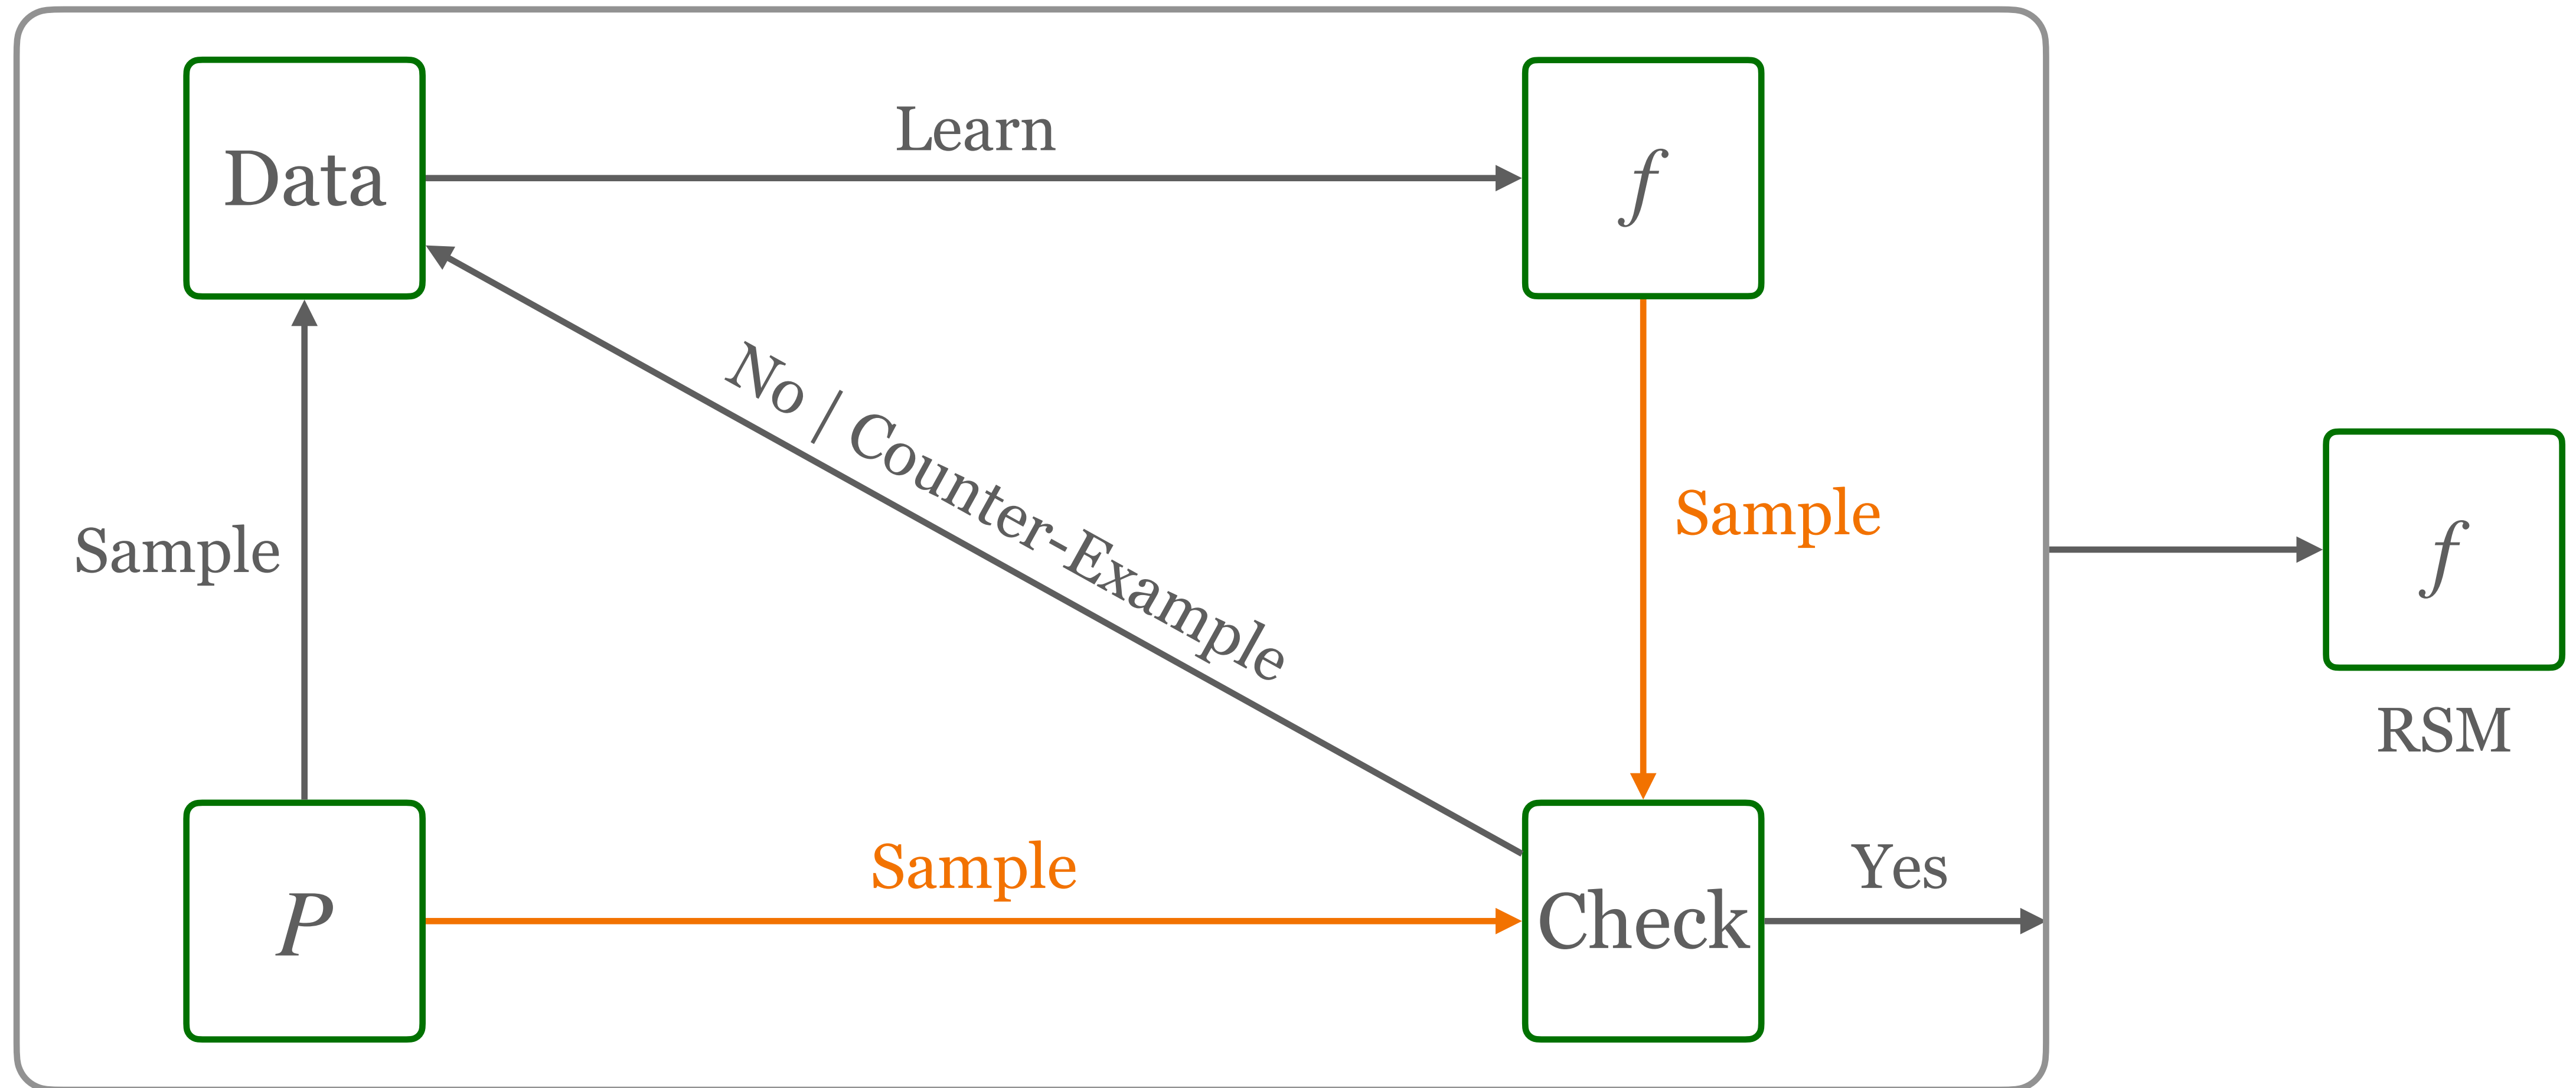 Learn
Data
f
No | Counter-Example
Sample
Sample
f
RSM
Sample
Yes
P
Check